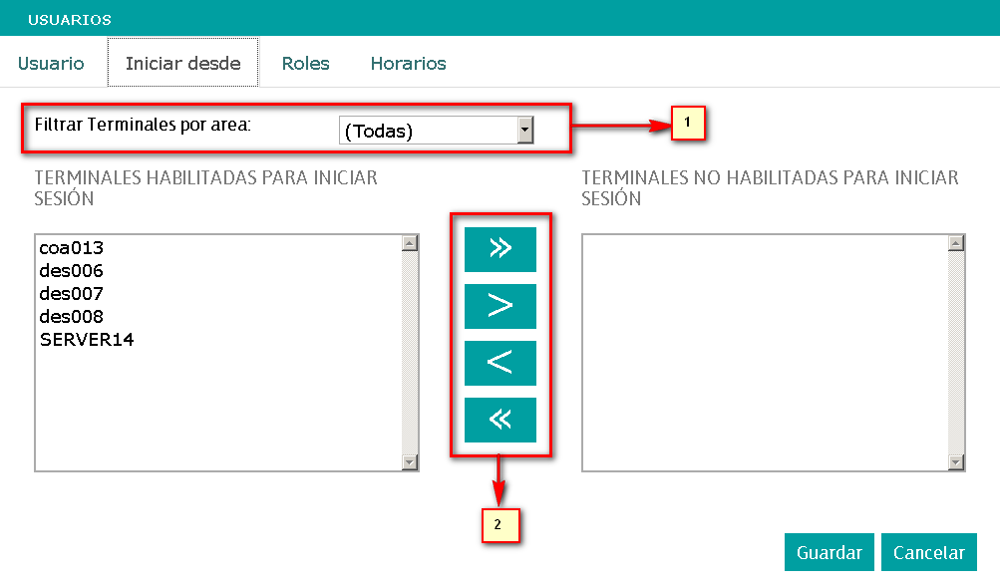 USUARIOS
Usuario
Iniciar desde
Roles
Horarios
Filtrar Terminales por area:
(Todas)
1
TERMINALES HABILITADAS PARA INICIAR
SESIÓN
TERMINALES NO HABILITADAS PARA INICIAR
SESIÓN
coa013
des006
des007
des008
SERVER14
»
>
<
«
2
Guardar
Cancelar